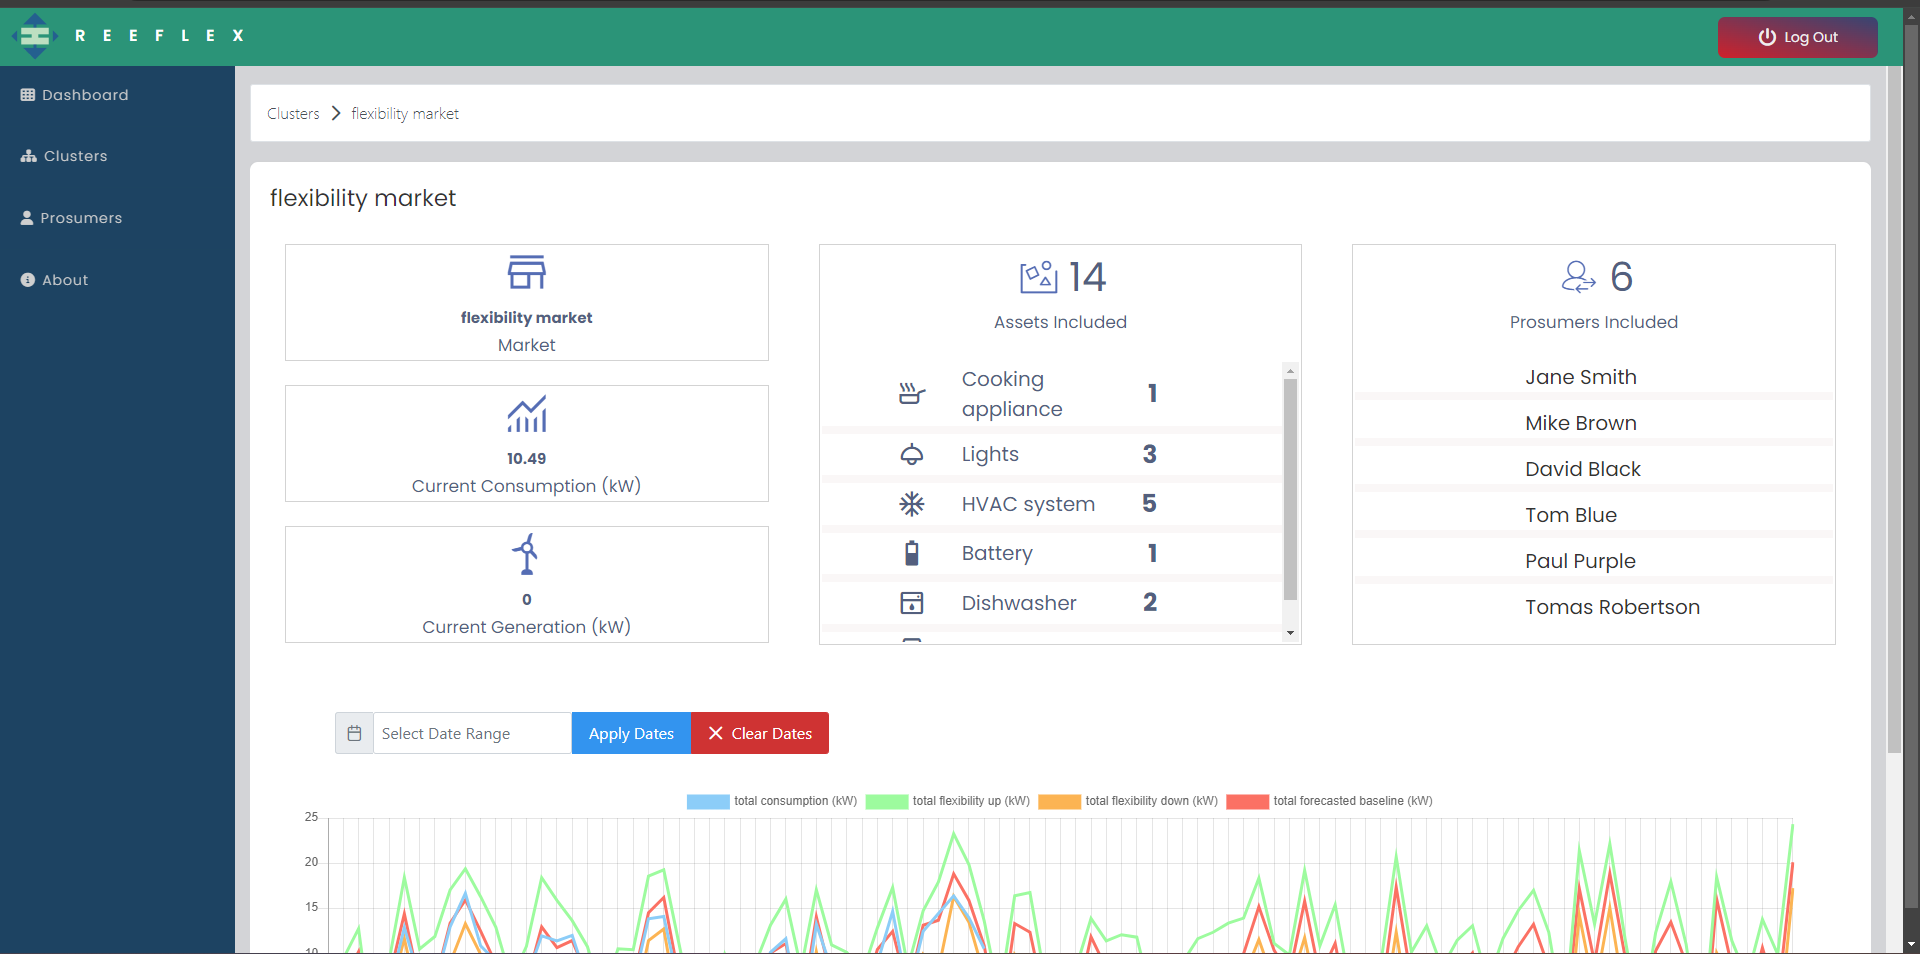 REEFLEX
Log Out
Dashboard
Clusters
Prosumers
About
Clusters > flexibility market
flexibility market
flexibility market
Market
10.49
Current Consumption (kW)
0
Current Generation (kW)
14
Assets Included
Cooking appliance 1
Lights 3
HVAC system 5
Battery 1
Dishwasher 2
6
Prosumers Included
Jane Smith
Mike Brown
David Black
Tom Blue
Paul Purple
Tomas Robertson
Select Date Range
Apply Dates
Clear Dates
total consumption (kW) total flexibility up (kW) total flexibility down (kW) total forecasted baseline (kW)
25
20
15
10